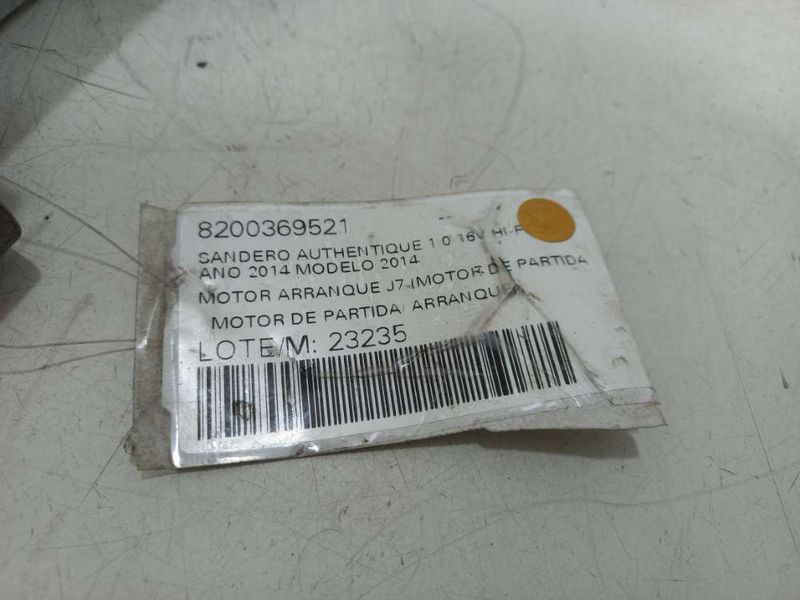 8200369521
SANDERO AUTHENTIQUE 1.0 16V
ANO 2014 MODELO 2014
MOTOR ARRANQUE J7 (MOTOR DE PARTIDA
MOTOR DE PARTIDA/ ARRANQUE)
LOTE/M: 23235